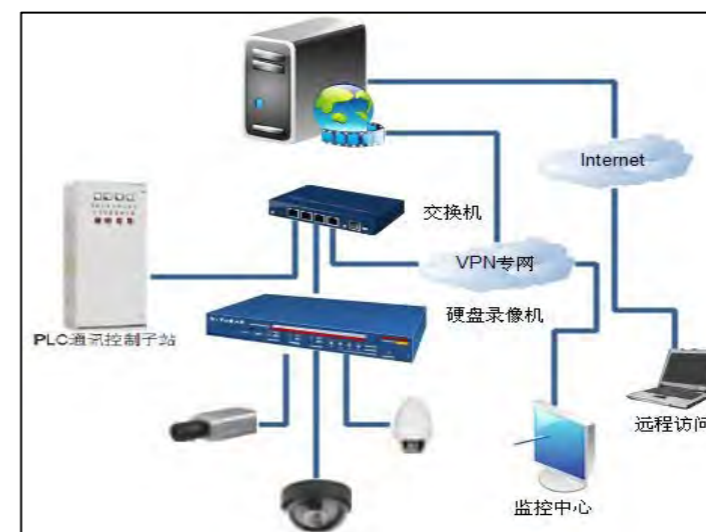 Internet
交换机
VPN专网
硬盘录像机
PLC通讯控制子站
远程访问
监控中心